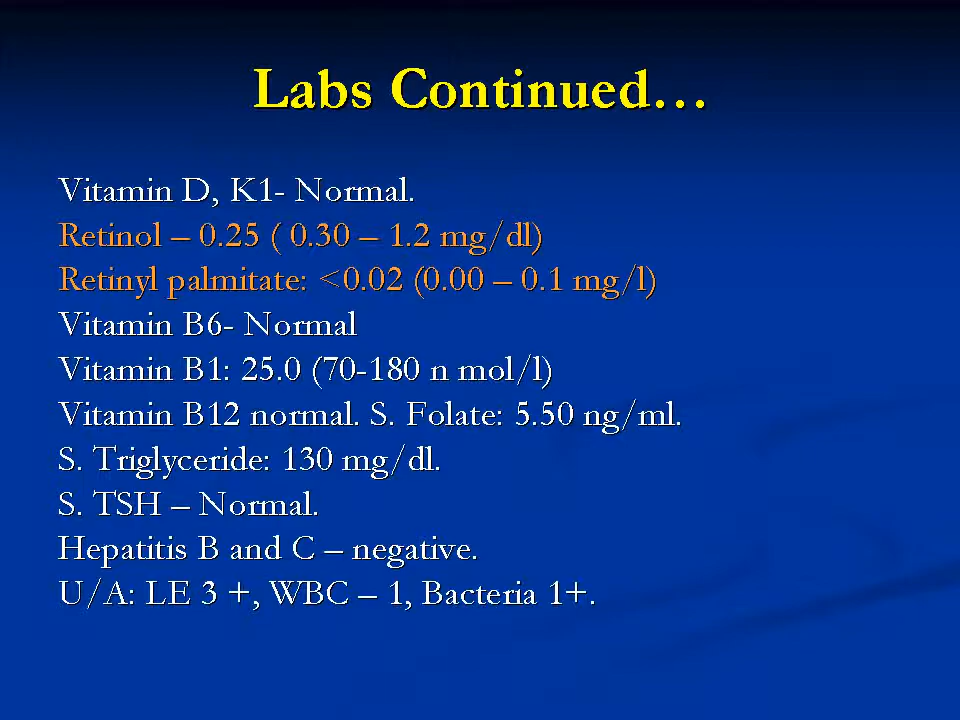 Labs Continued…
Vitamin D, K1- Normal.
Retinol – 0.25 ( 0.30 – 1.2 mg/dl)
Retinyl palmitate: <0.02 (0.00 – 0.1 mg/l)
Vitamin B6- Normal
Vitamin B1: 25.0 (70-180 n mol/l)
Vitamin B12 normal. S. Folate: 5.50 ng/ml.
S. Triglyceride: 130 mg/dl.
S. TSH – Normal.
Hepatitis B and C – negative.
U/A: LE 3 +, WBC – 1, Bacteria 1+.